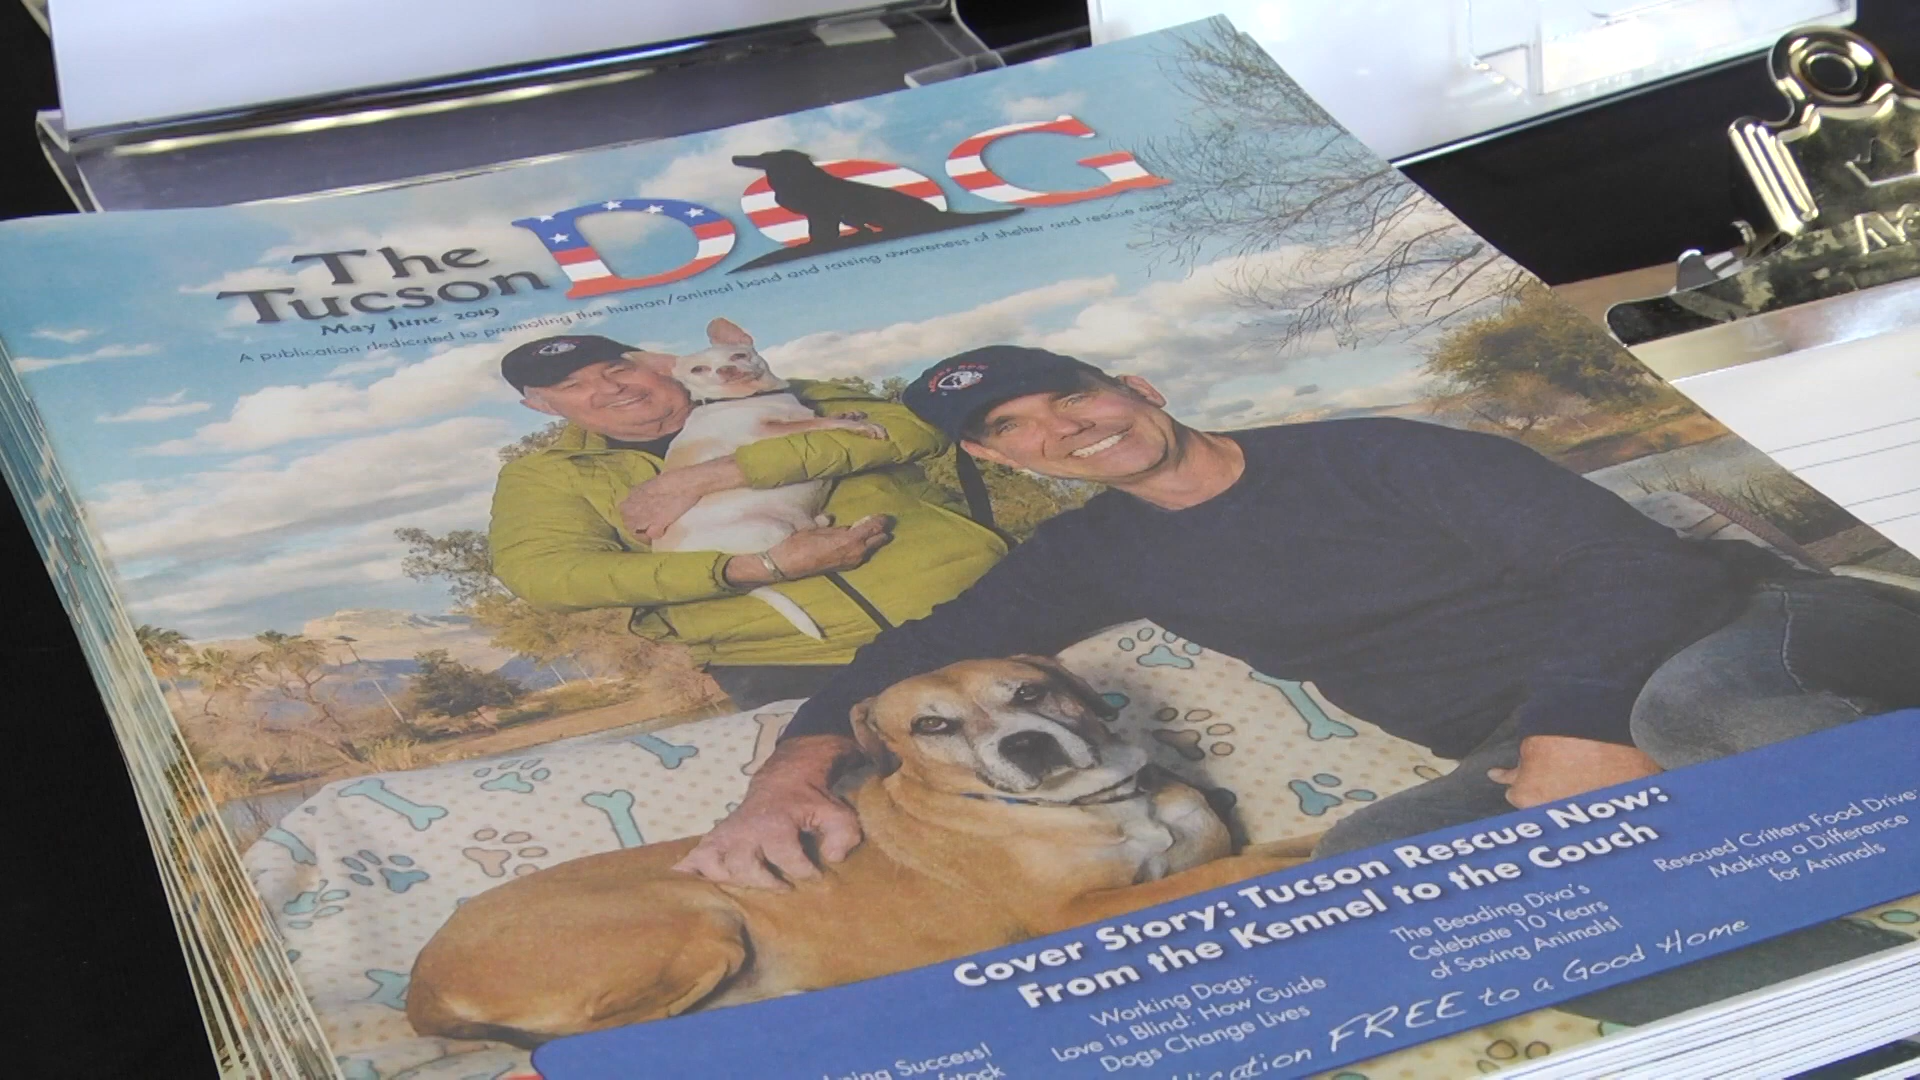 The
Tucson DOG
May June 2019
A publication dedicated to promoting the human/animal bond and raising awareness of shelter and rescue animals
Cover Story: Tucson Rescue Now:
From the Kennel to the Couch
Rescued Critters Food Drive:
Making a Difference
for Animals
The Beading Diva's
Celebrate 10 Years
of Saving Animals!
Working Dogs:
Love is Blind: How Guide
Dogs Change Lives
Success!
FREE to a Good Home